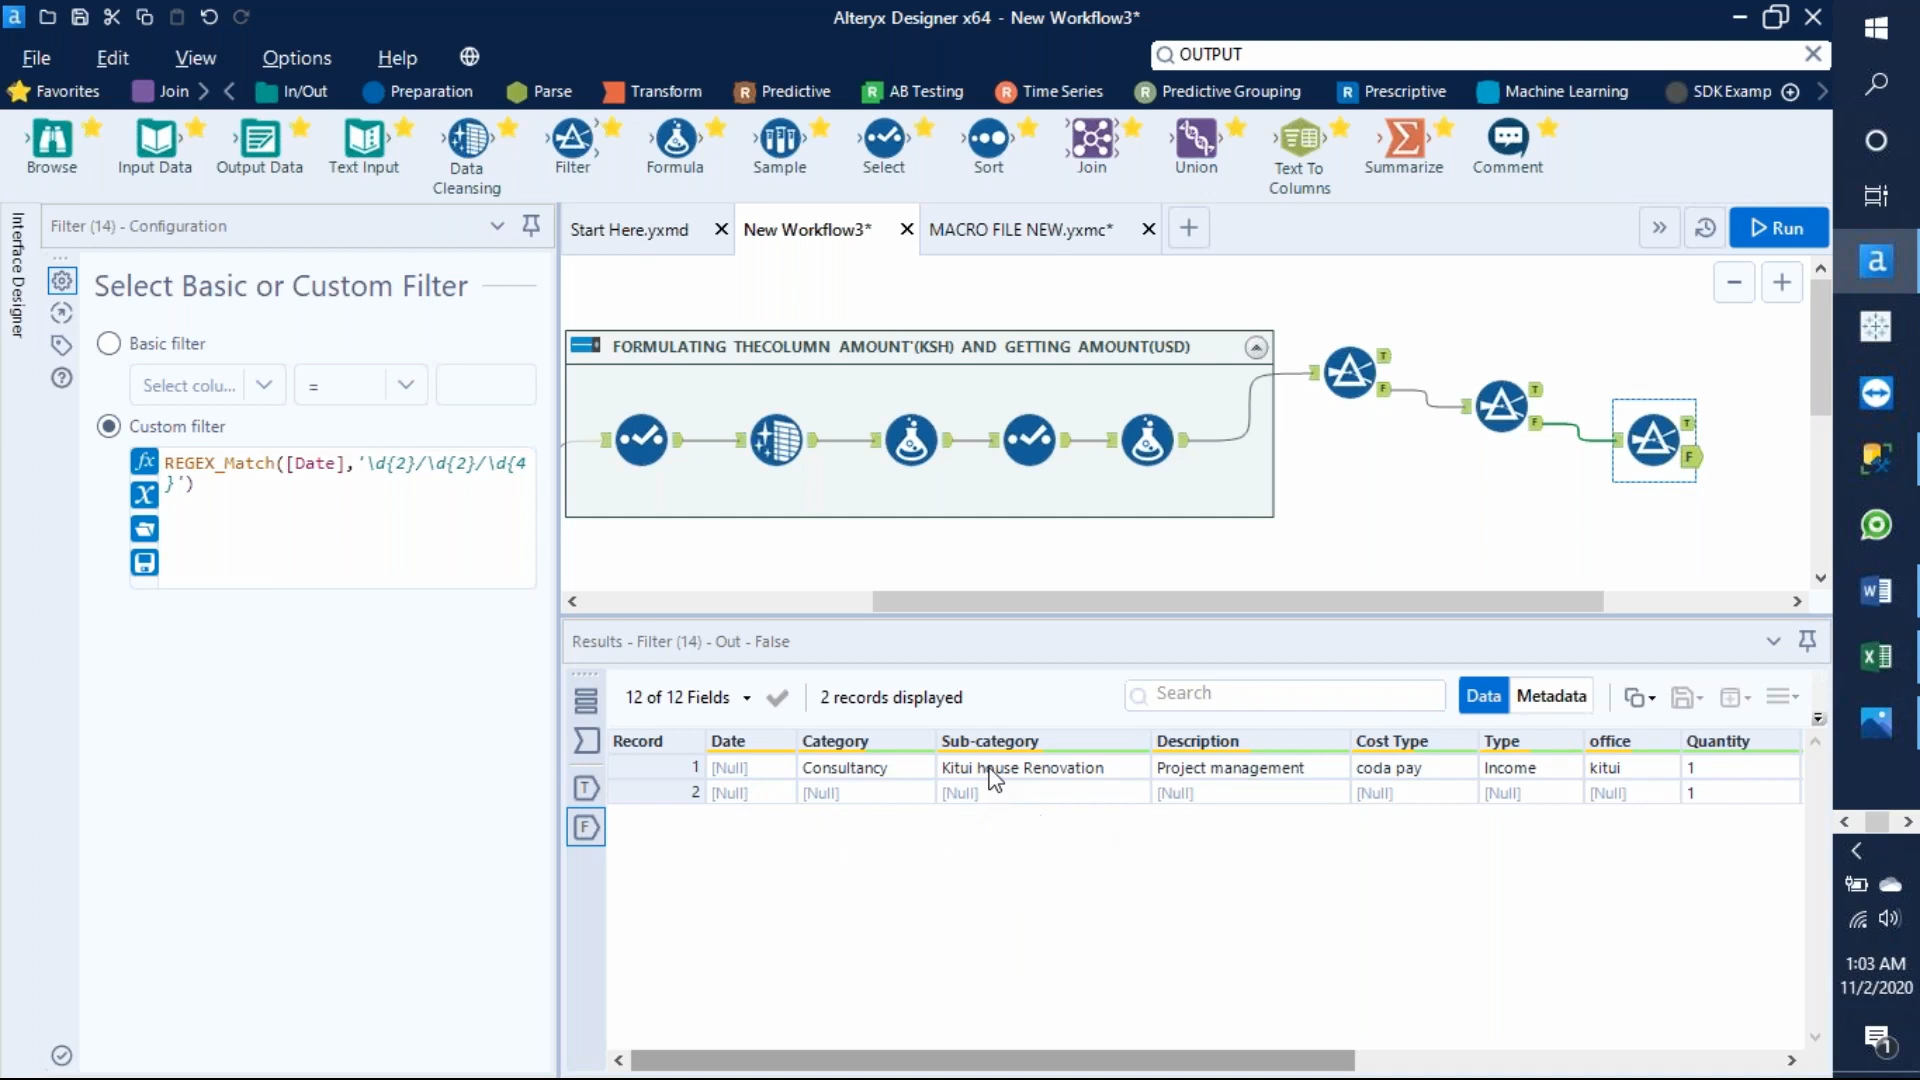 Alteryx Designer x64 - New Workflow3*
File Edit View Options Help
OUTPUT
Favorites Join In/Out Preparation Parse Transform Predictive AB Testing Time Series Predictive Grouping Prescriptive Machine Learning SDK Examp
Browse Input Data Output Data Text Input Data Cleansing Filter Formula Sample Select Sort Join Union Text To Columns Summarize Comment
Interface Designer
Filter (14) - Configuration
Start Here.yxmd New Workflow3* MACRO FILE NEW.yxmc* Run
Select Basic or Custom Filter
Basic filter
Select colu... =
Custom filter
REGEX_Match([Date],'\d{2}/\d{2}/\d{4
}')
FORMULATING THECOLUMN AMOUNT'(KSH) AND GETTING AMOUNT(USD)
T
F
T
F
T
F
Results - Filter (14) - Out - False
12 of 12 Fields 2 records displayed Search Data Metadata
Record Date Category Sub-category Description Cost Type Type office Quantity
1 [Null] Consultancy Kitui house Renovation Project management coda pay Income kitui 1
2 [Null] [Null] [Null] [Null] [Null] [Null] [Null] 1
T
F
1:03 AM
11/2/2020
1